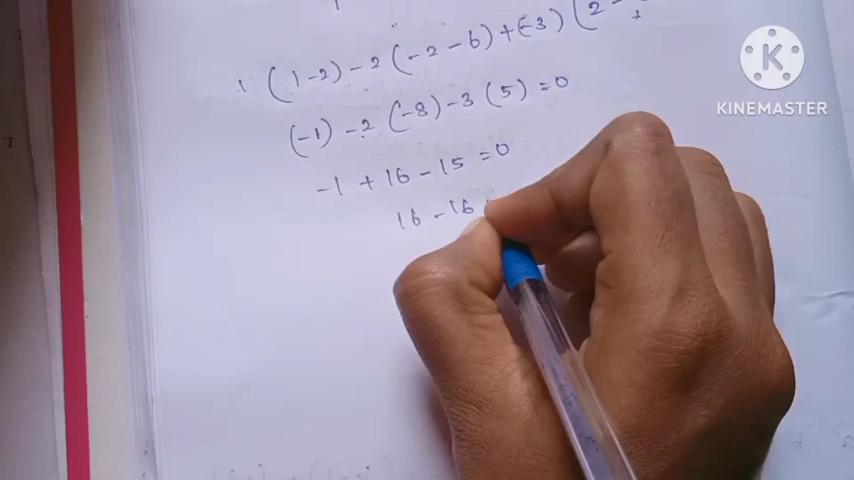 1 (1-2) -2 (-2-6) + (-3) (2
(-1) -2 (-8) -3 (5) = 0
-1 + 16 - 15 = 0
16 - 16
K
KINEMASTER